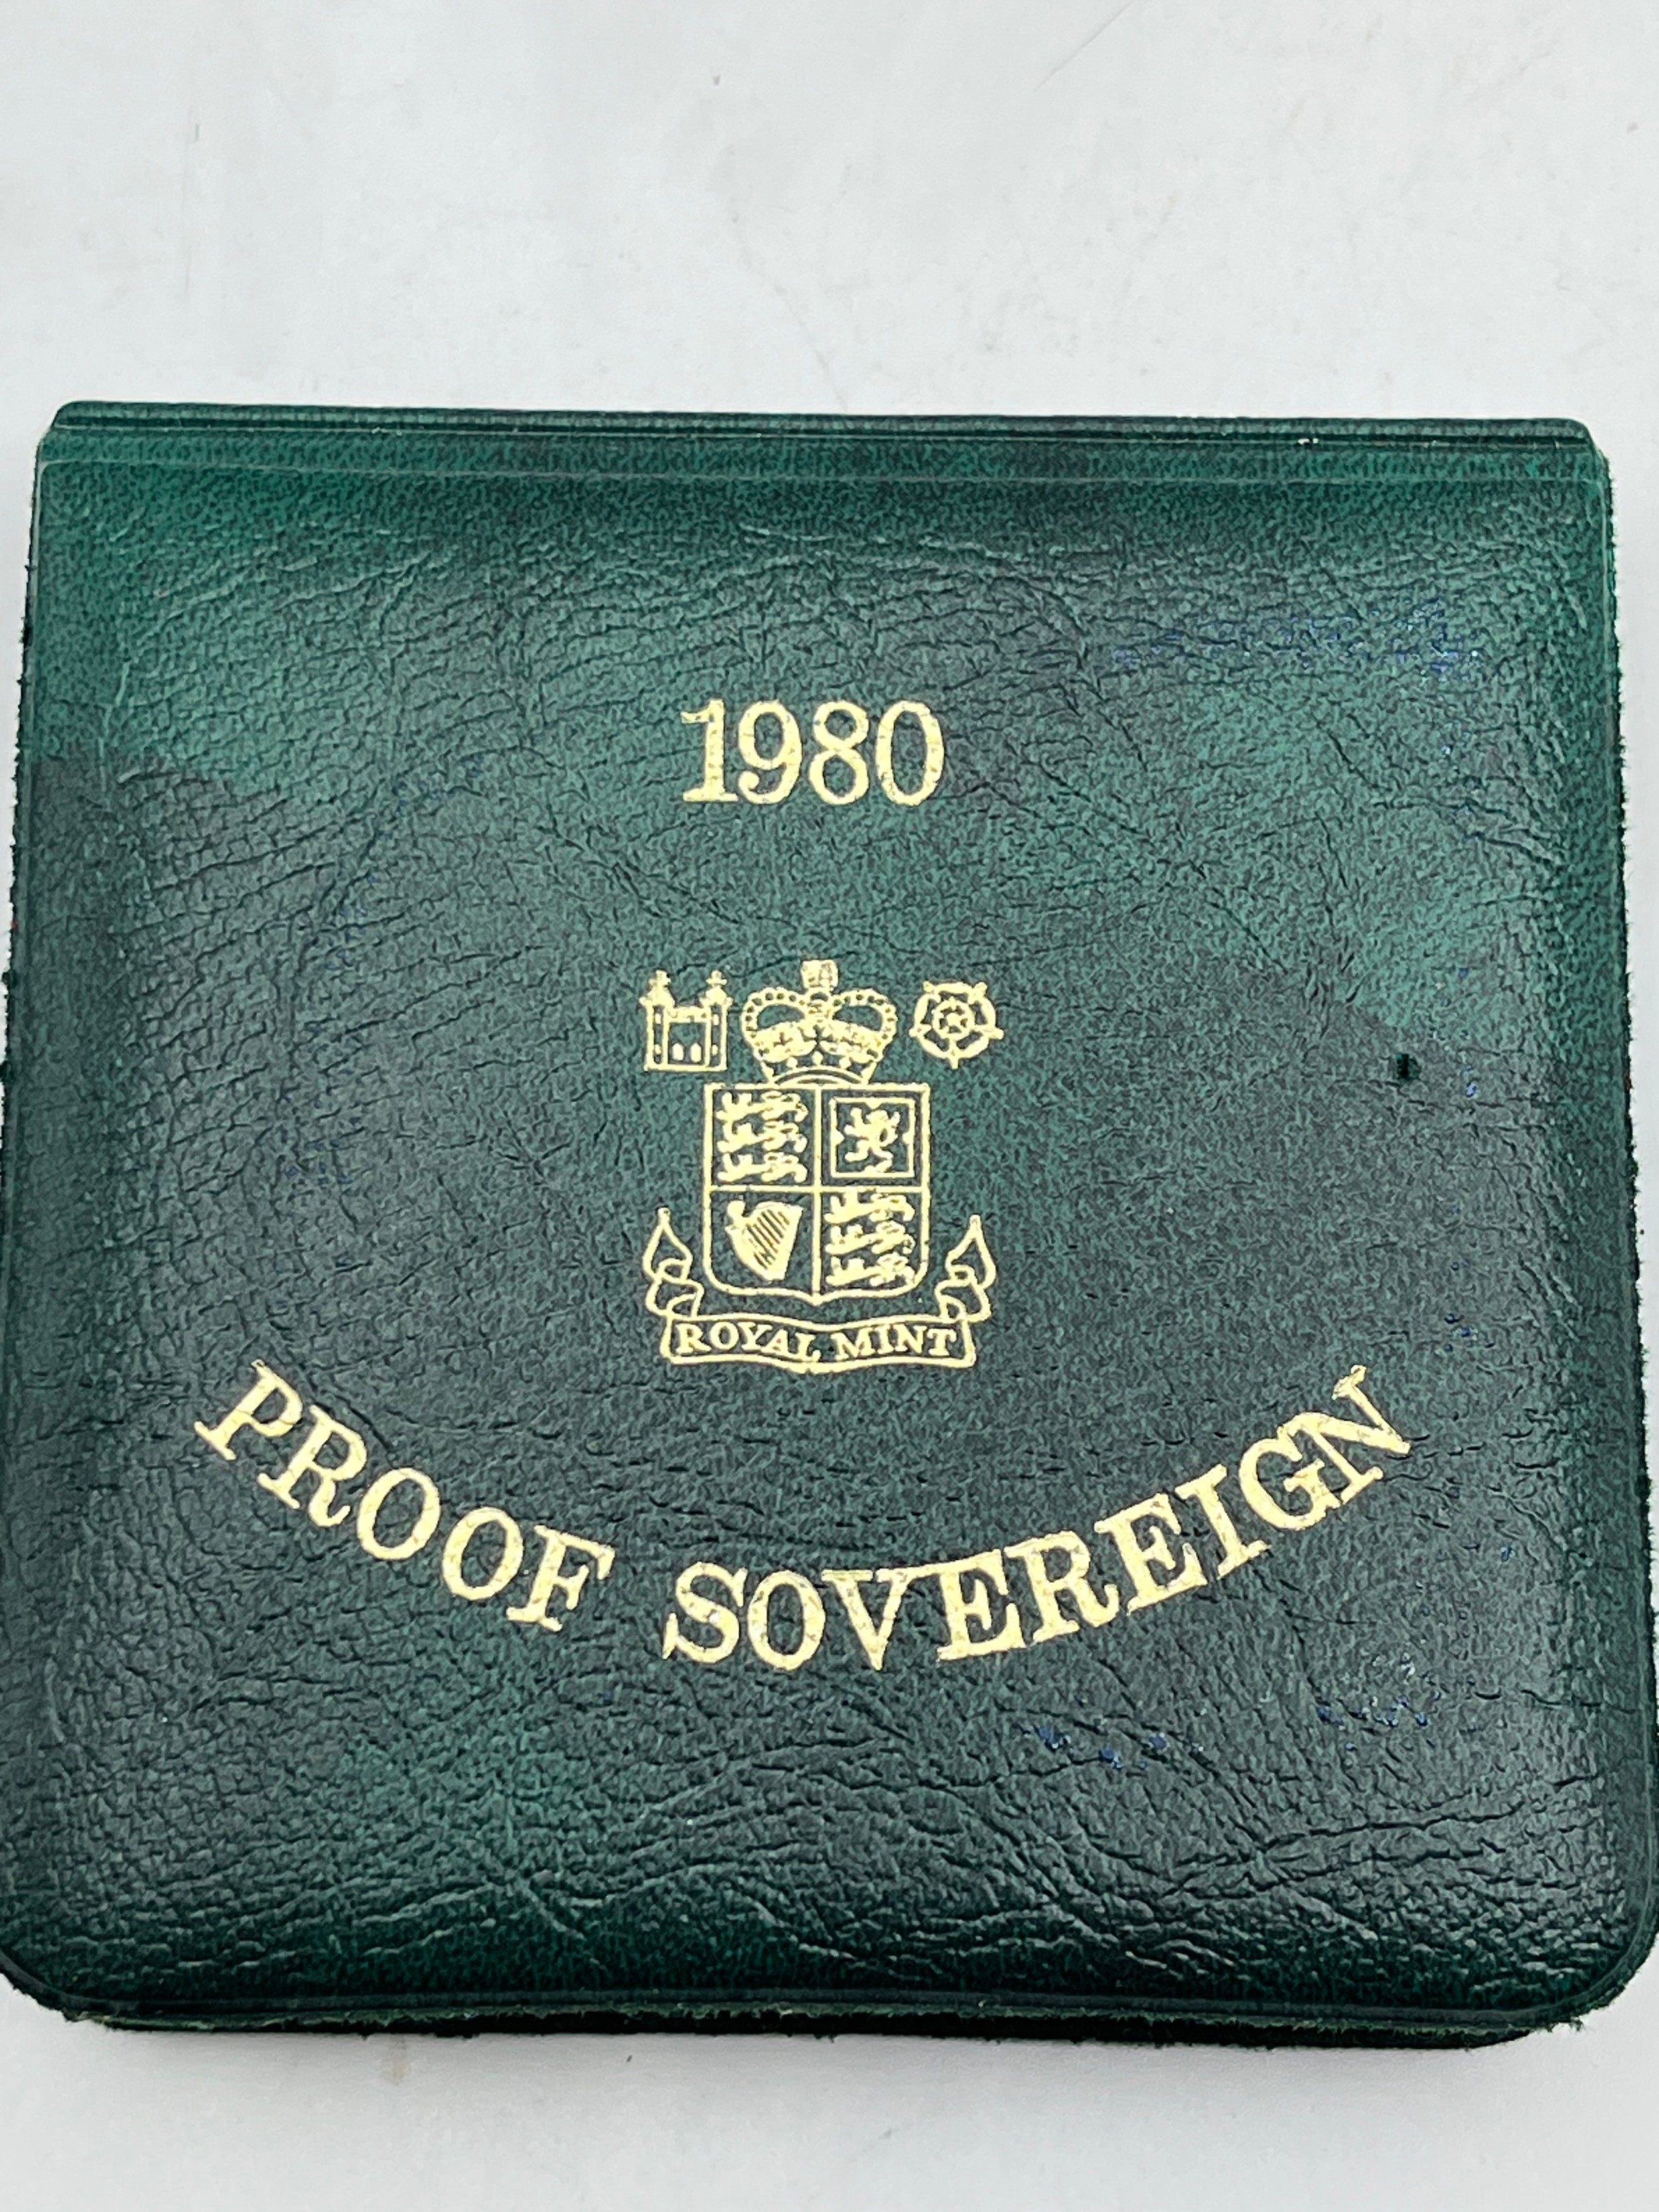 1980
ROYAL MINT
PROOF SOVEREIGN